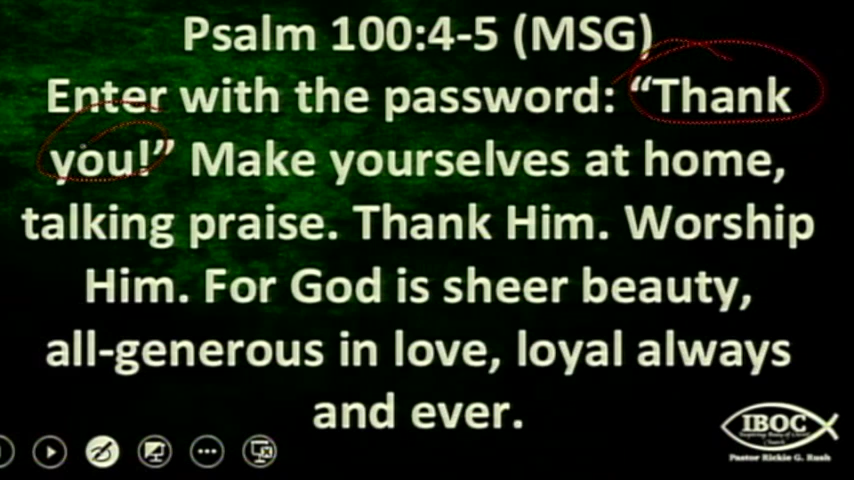 Psalm 100:4-5 (MSG)
Enter with the password: “Thank
you!” Make yourselves at home,
talking praise. Thank Him. Worship
Him. For God is sheer beauty,
all-generous in love, loyal always
and ever.
IBOC
Pastor Rickie G. Rush